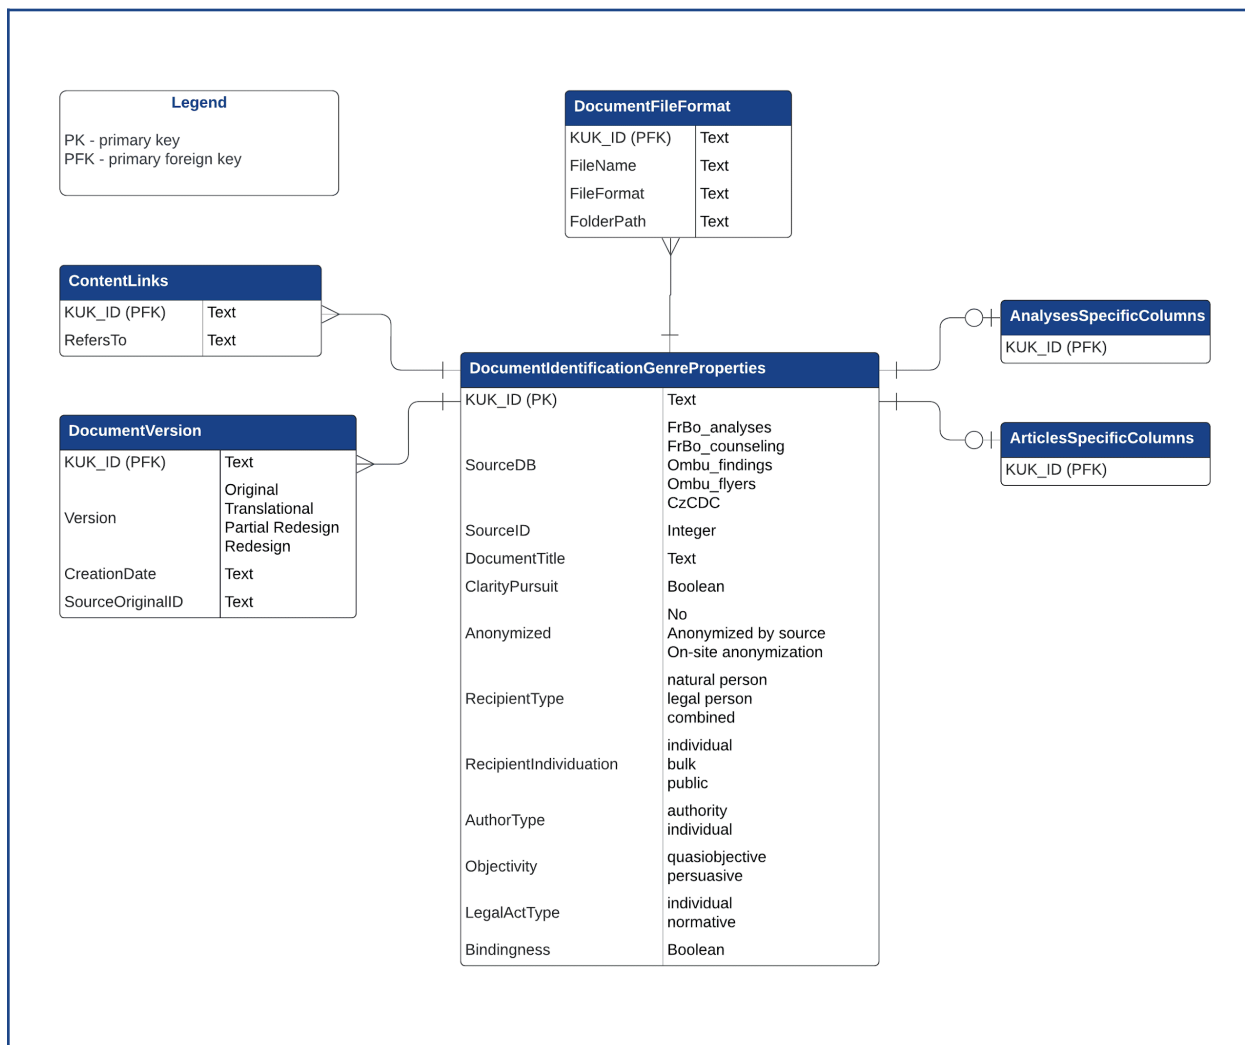 Legend
PK - primary key
PFK - primary foreign key
DocumentFileFormat
KUK_ID (PFK) Text
FileName Text
FileFormat Text
FolderPath Text
ContentLinks
KUK_ID (PFK) Text
RefersTo Text
DocumentVersion
KUK_ID (PFK) Text
Version
Original
Translational
Partial Redesign
Redesign
CreationDate Text
SourceOriginalID Text
DocumentIdentificationGenreProperties
KUK_ID (PK) Text
SourceDB
FrBo_analyses
FrBo_counseling
Ombu_findings
Ombu_flyers
CzCDC
SourceID Integer
DocumentTitle Text
ClarityPursuit Boolean
Anonymized
No
Anonymized by source
On-site anonymization
RecipientType
natural person
legal person
combined
RecipientIndividuation
individual
bulk
public
AuthorType
authority
individual
Objectivity
quasiobjective
persuasive
LegalActType
individual
normative
Bindingness Boolean
AnalysesSpecificColumns
KUK_ID (PFK)
ArticlesSpecificColumns
KUK_ID (PFK)